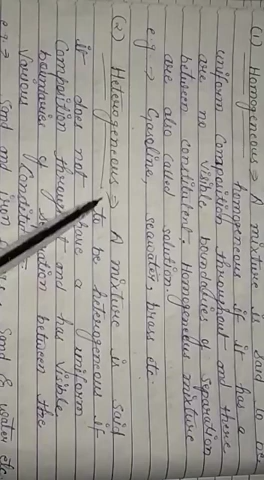 (1) Homogeneous => A mixture is said to be
homogeneous if it has a
uniform composition throughout and there
are no visible boundaries of separation
between constituent. Homogeneous mixture
are also called solution.
e.g → Gasoline, seawater, brass etc.
(2) Heterogeneous => A mixture is said
to be heterogeneous if
it does not have a uniform
composition throughout and has visible
boundaries of separation between the
various
e.g → Sand and iron Sand & water etc